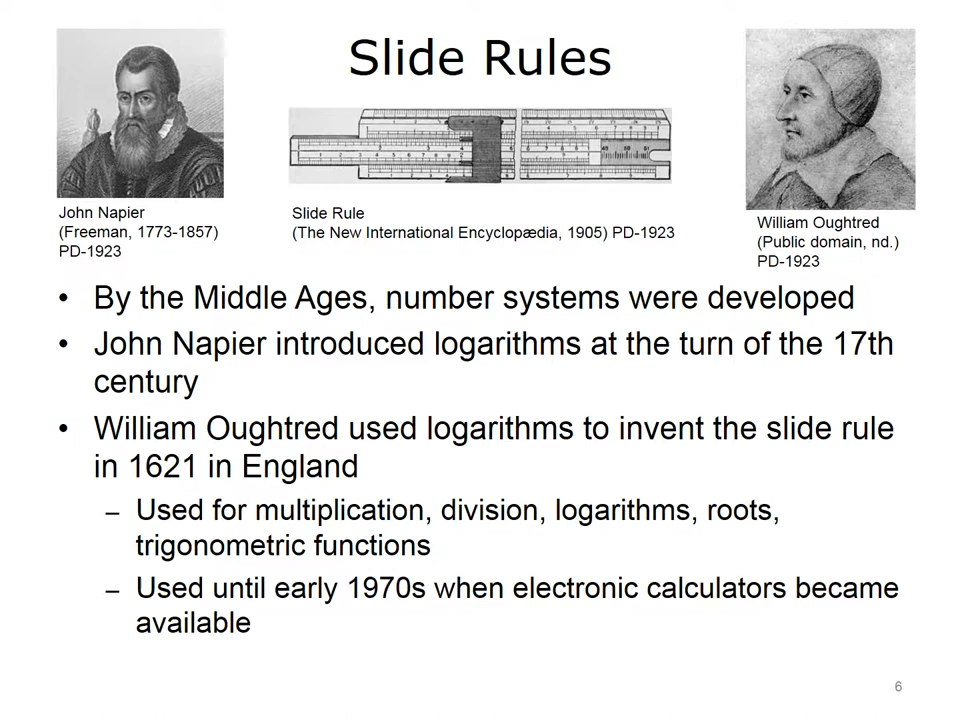 Slide Rules
John Napier
(Freeman, 1773-1857)
PD-1923
Slide Rule
(The New International Encyclopædia, 1905) PD-1923
William Oughtred
(Public domain, nd.)
PD-1923
• By the Middle Ages, number systems were developed
• John Napier introduced logarithms at the turn of the 17th
century
• William Oughtred used logarithms to invent the slide rule
in 1621 in England
– Used for multiplication, division, logarithms, roots,
trigonometric functions
– Used until early 1970s when electronic calculators became
available
6